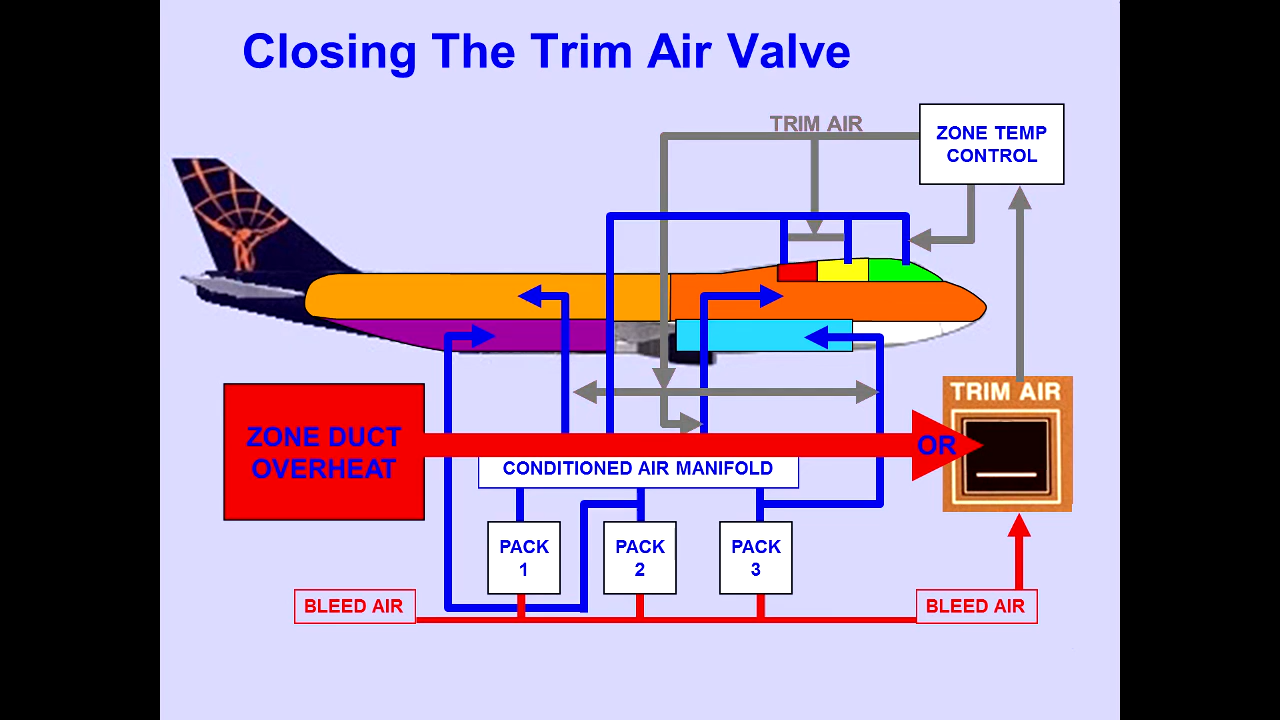 Closing The Trim Air Valve
TRIM AIR
ZONE TEMP
CONTROL
TRIM AIR
ZONE DUCT
OVERHEAT
OR
CONDITIONED AIR MANIFOLD
PACK
1
PACK
2
PACK
3
BLEED AIR
BLEED AIR